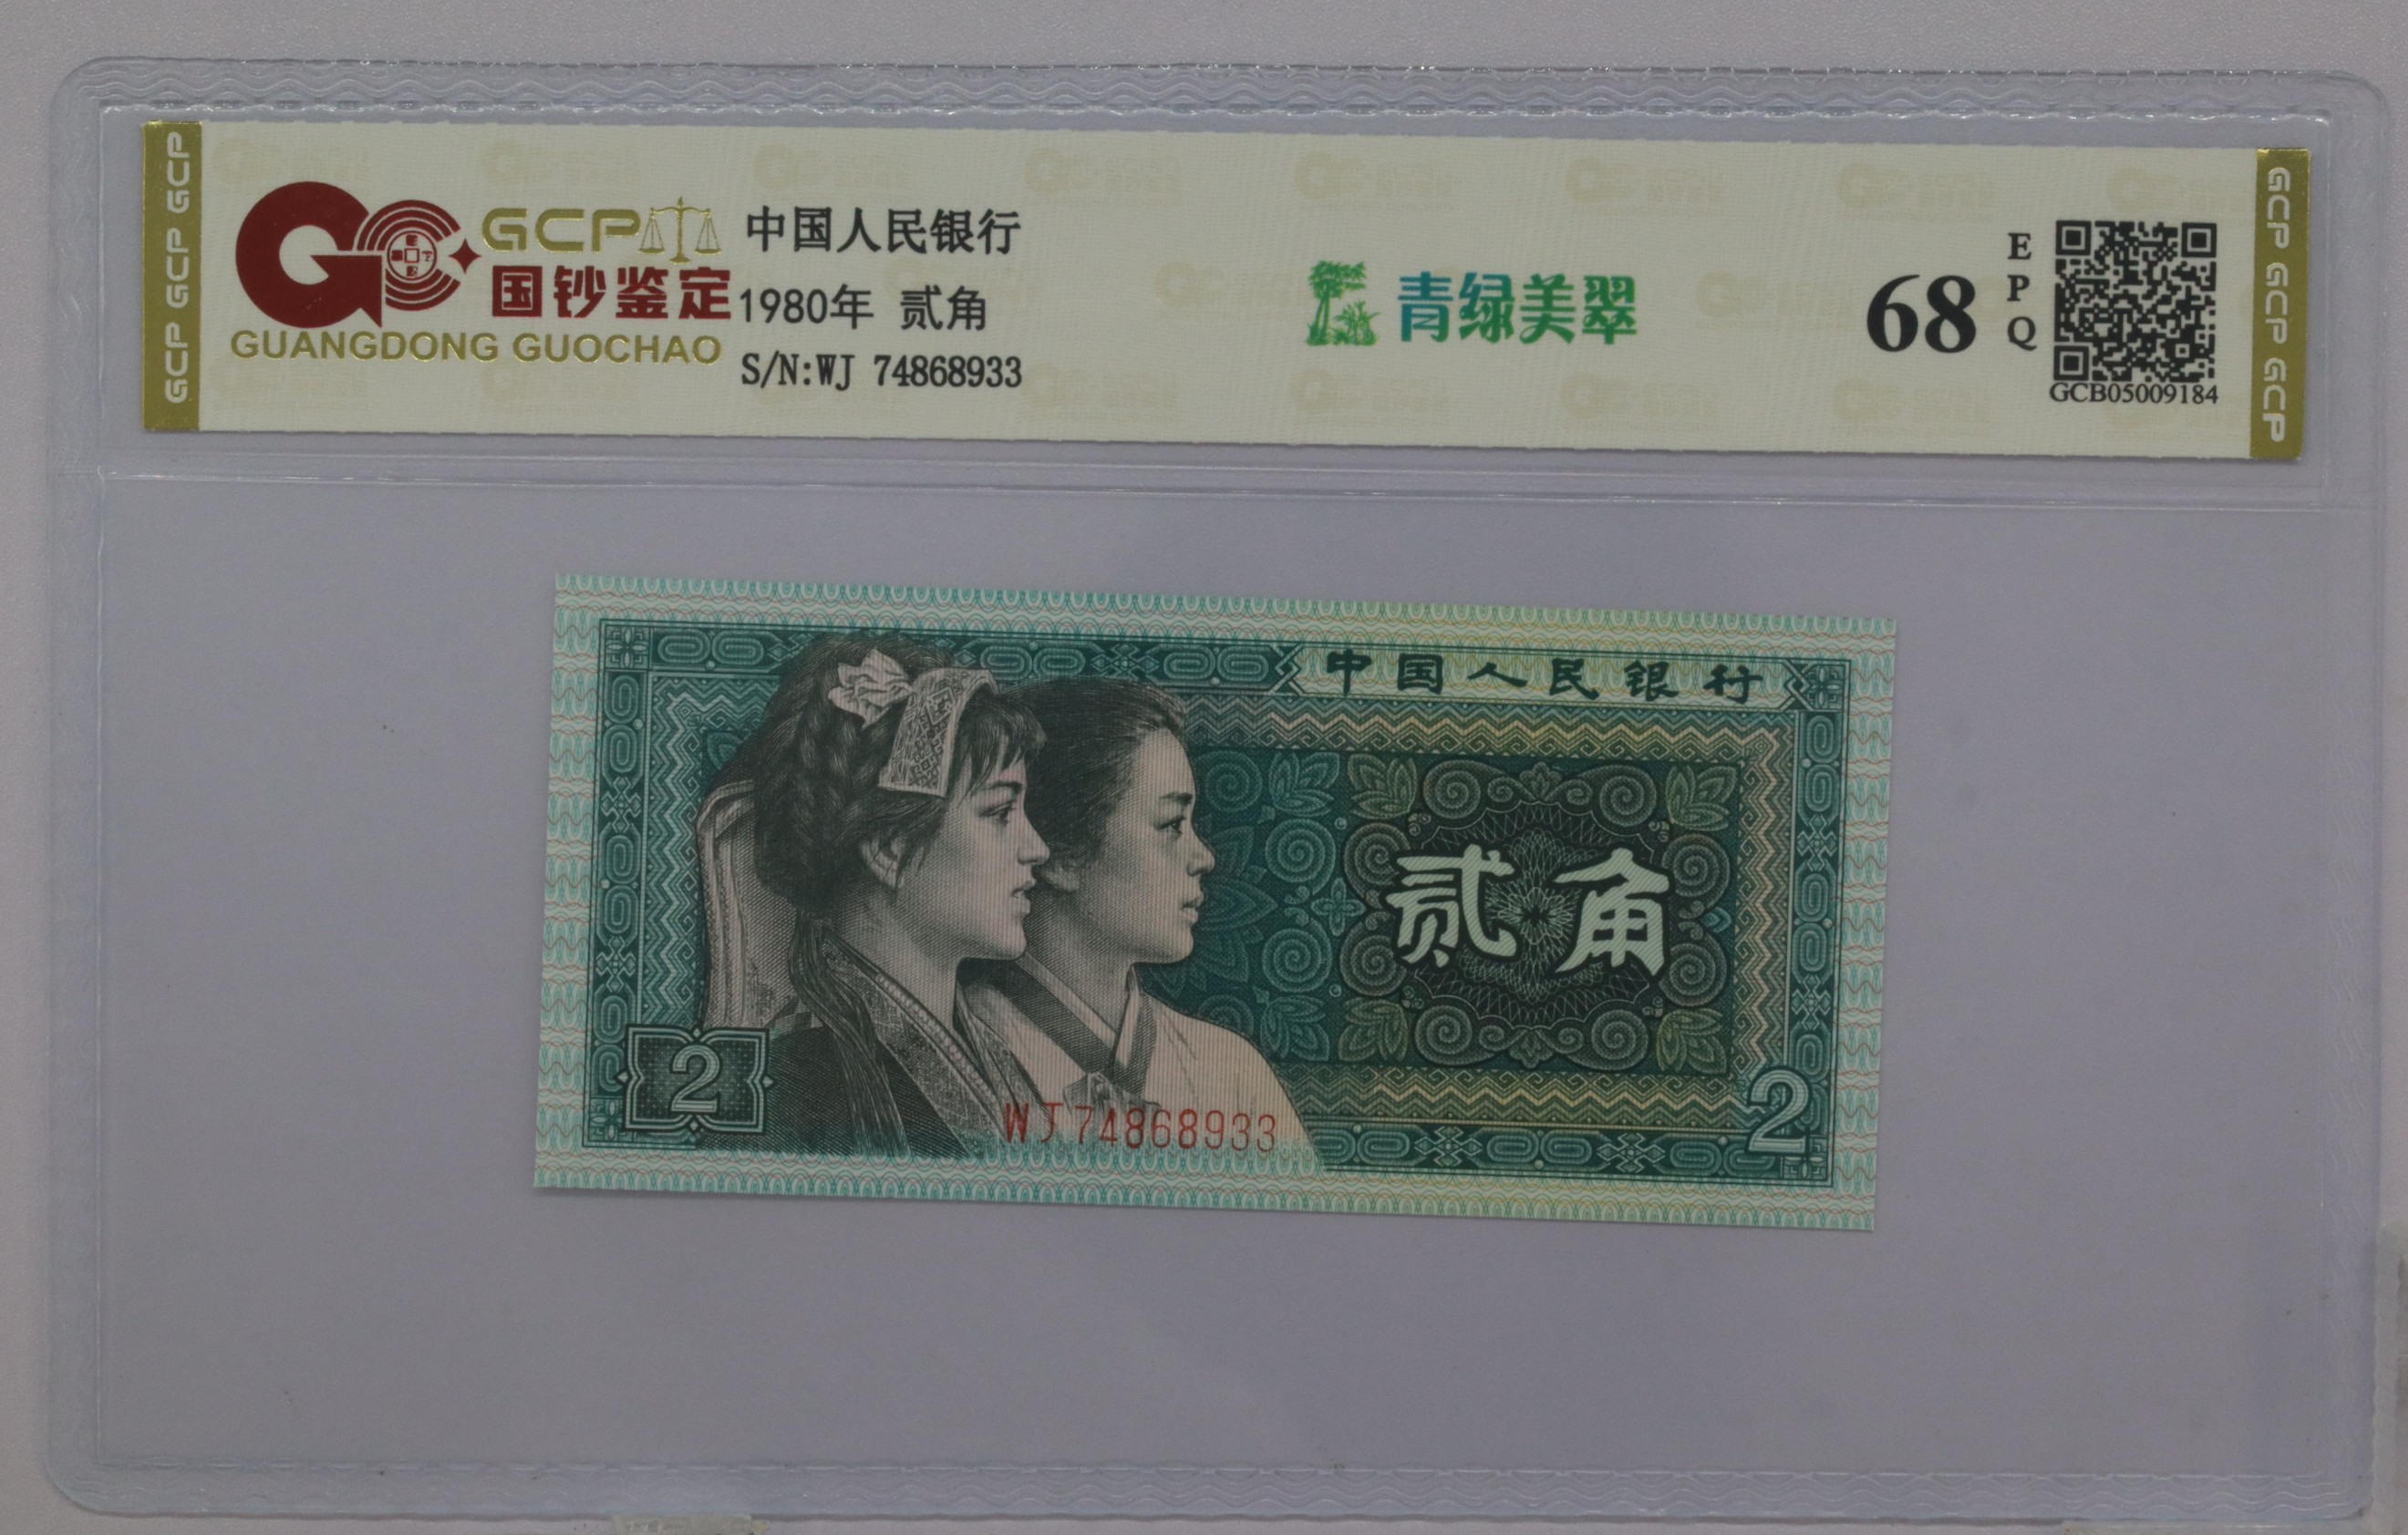 GCP GCP GCP
GCP
国钞鉴定
GUANGDONG GUOCHAO
中国人民银行
1980年 贰角
S/N:WJ 74868933
青绿美翠
68
EPQ
GCB05009184
GCP GCP GCP
中国人民银行
贰角
2
WJ74868933
2